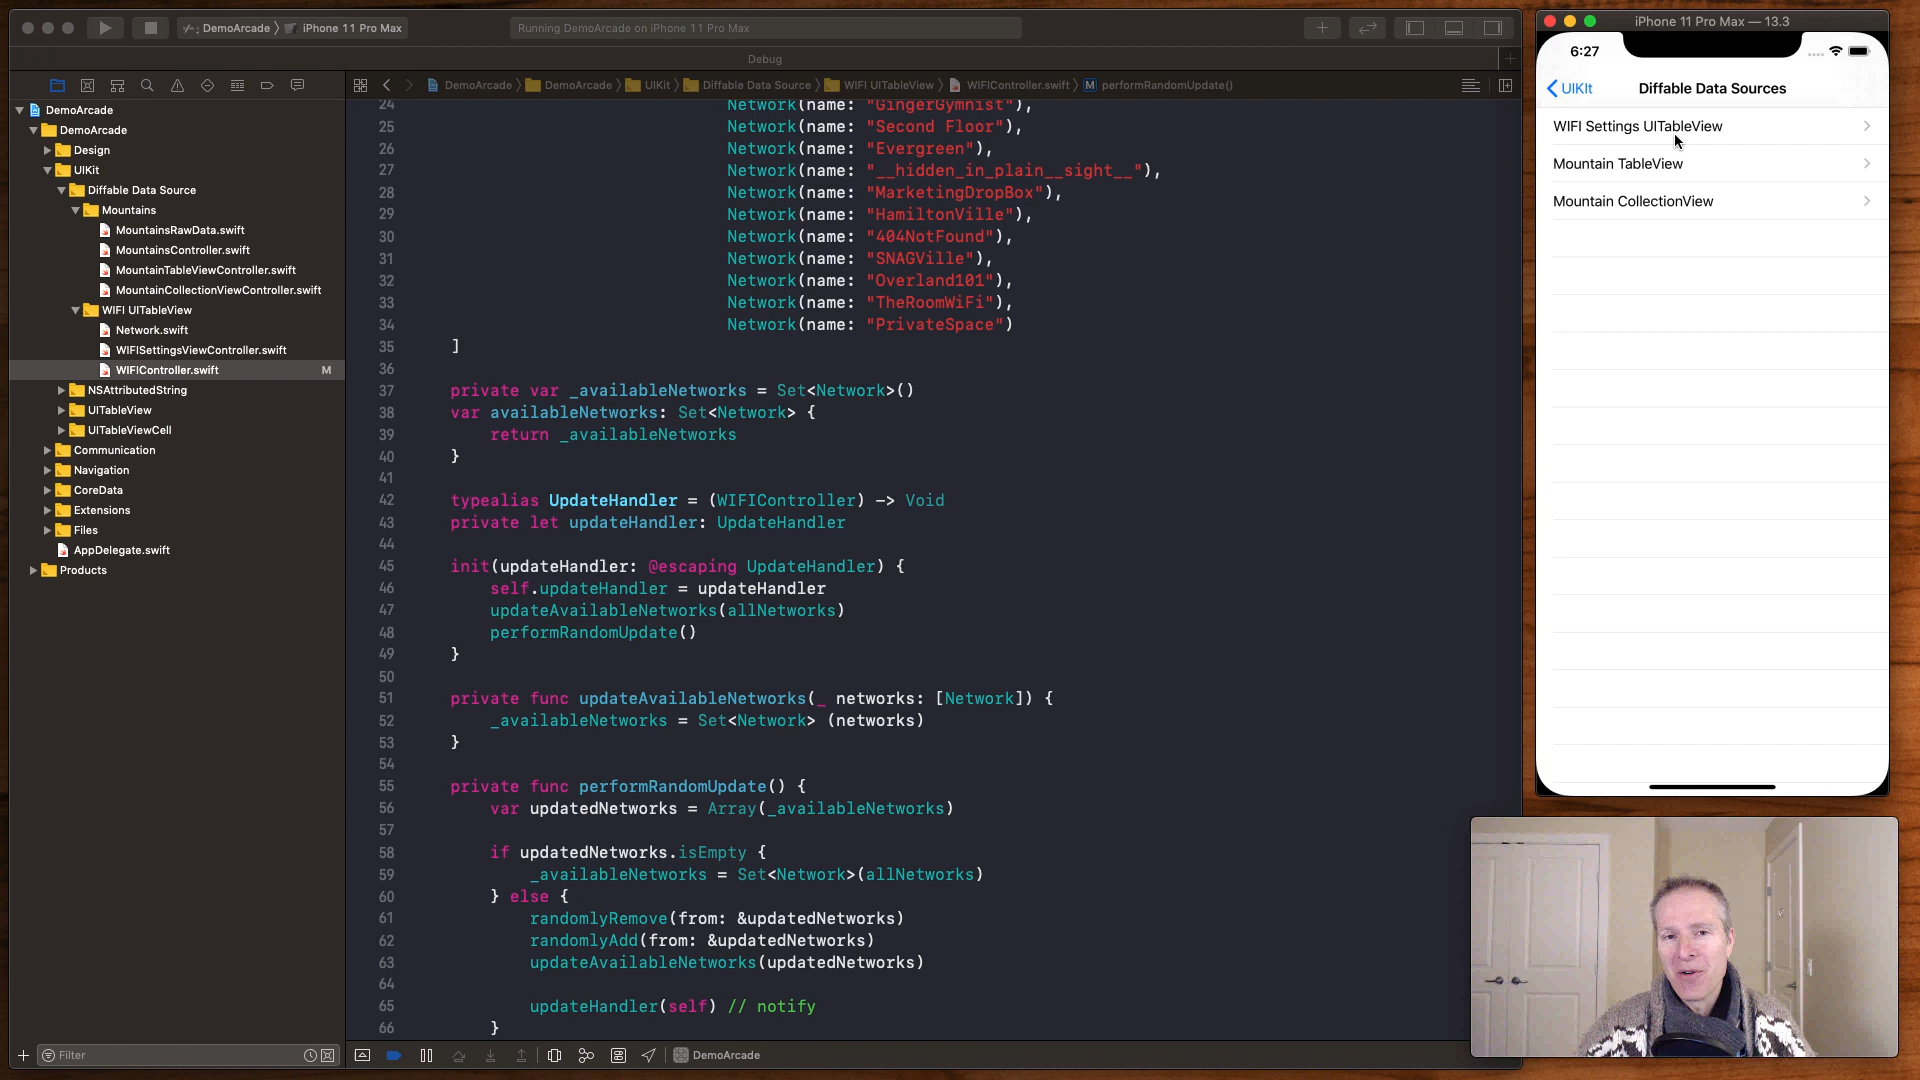 DemoArcade 〉 iPhone 11 Pro Max
Running DemoArcade on iPhone 11 Pro Max
Debug
DemoArcade 〉 DemoArcade 〉 UIKit 〉 Diffable Data Source 〉 WIFI UITableView 〉 WIFIController.swift 〉 M performRandomUpdate()
DemoArcade
DemoArcade
Design
UIKit
Diffable Data Source
Mountains
MountainsRawData.swift
MountainsController.swift
MountainTableViewController.swift
MountainCollectionViewController.swift
WIFI UITableView
Network.swift
WIFISettingsViewController.swift
WIFIController.swift M
NSAttributedString
UITableView
UITableViewCell
Communication
Navigation
CoreData
Extensions
Files
AppDelegate.swift
Products
Filter
24 Network(name: "GingerGymnist"),
25 Network(name: "Second Floor"),
26 Network(name: "Evergreen"),
27 Network(name: "__hidden_in_plain__sight__"),
28 Network(name: "MarketingDropBox"),
29 Network(name: "HamiltonVille"),
30 Network(name: "404NotFound"),
31 Network(name: "SNAGVille"),
32 Network(name: "Overland101"),
33 Network(name: "TheRoomWiFi"),
34 Network(name: "PrivateSpace")
35 ]
36
37 private var _availableNetworks = Set<Network>()
38 var availableNetworks: Set<Network> {
39 return _availableNetworks
40 }
41
42 typealias UpdateHandler = (WIFIController) -> Void
43 private let updateHandler: UpdateHandler
44
45 init(updateHandler: @escaping UpdateHandler) {
46 self.updateHandler = updateHandler
47 updateAvailableNetworks(allNetworks)
48 performRandomUpdate()
49 }
50
51 private func updateAvailableNetworks(_ networks: [Network]) {
52 _availableNetworks = Set<Network> (networks)
53 }
54
55 private func performRandomUpdate() {
56 var updatedNetworks = Array(_availableNetworks)
57
58 if updatedNetworks.isEmpty {
59 _availableNetworks = Set<Network>(allNetworks)
60 } else {
61 randomlyRemove(from: &updatedNetworks)
62 randomlyAdd(from: &updatedNetworks)
63 updateAvailableNetworks(updatedNetworks)
64
65 updateHandler(self) // notify
66 }
DemoArcade
iPhone 11 Pro Max — 13.3
6:27
UIKIt
Diffable Data Sources
WIFI Settings UITableView
Mountain TableView
Mountain CollectionView